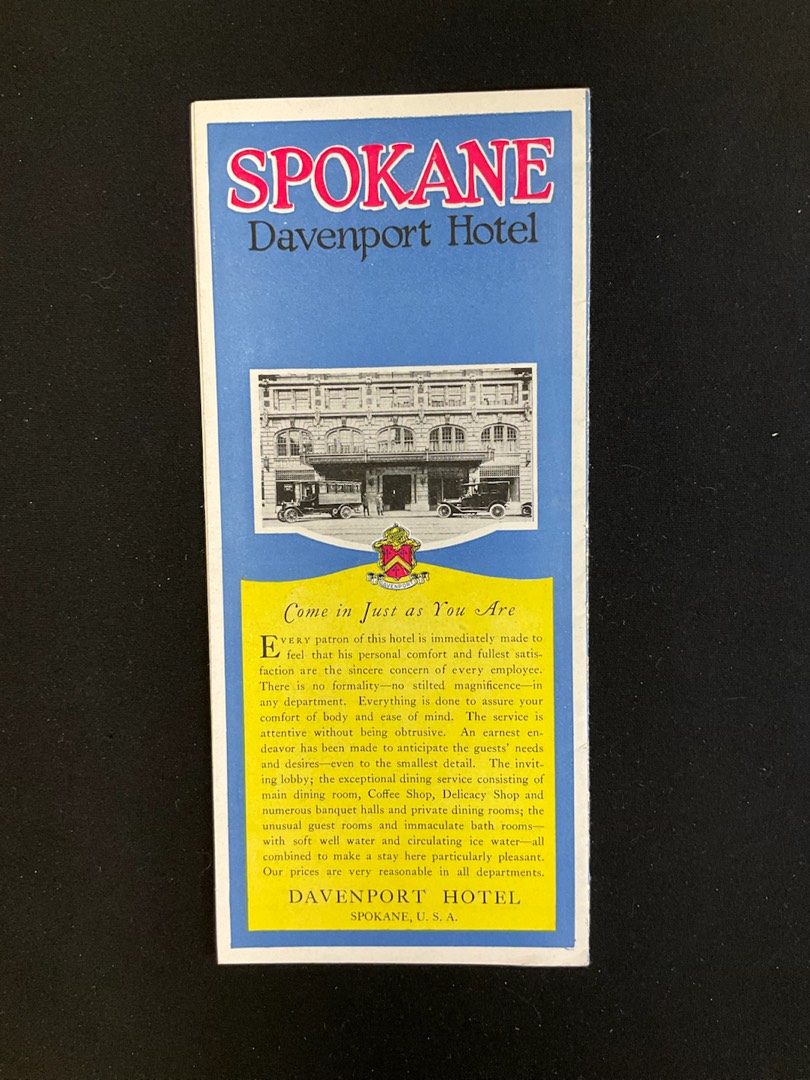 SPOKANE
Davenport Hotel
DAVENPORT
Come in Just as You Are
EVERY patron of this hotel is immediately made to
feel that his personal comfort and fullest satis-
faction are the sincere concern of every employee.
There is no formality—no stilted magnificence—in
any department. Everything is done to assure your
comfort of body and ease of mind. The service is
attentive without being obtrusive. An earnest en-
deavor has been made to anticipate the guests' needs
and desires—even to the smallest detail. The invit-
ing lobby; the exceptional dining service consisting of
main dining room, Coffee Shop, Delicacy Shop and
numerous banquet halls and private dining rooms; the
unusual guest rooms and immaculate bath rooms—
with soft well water and circulating ice water—all
combined to make a stay here particularly pleasant.
Our prices are very reasonable in all departments.
DAVENPORT HOTEL
SPOKANE, U. S. A.